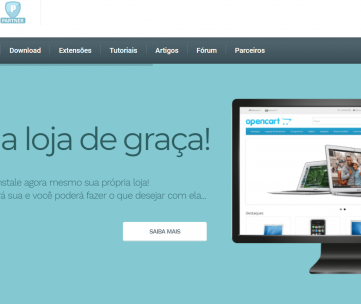 PARTNER
Download Extensões Tutoriais Artigos Fórum Parceiros
a loja de graça!
nstale agora mesmo sua própria loja!
rá sua e você poderá fazer o que desejar com ela...
SAIBA MAIS
opencart
Destaques